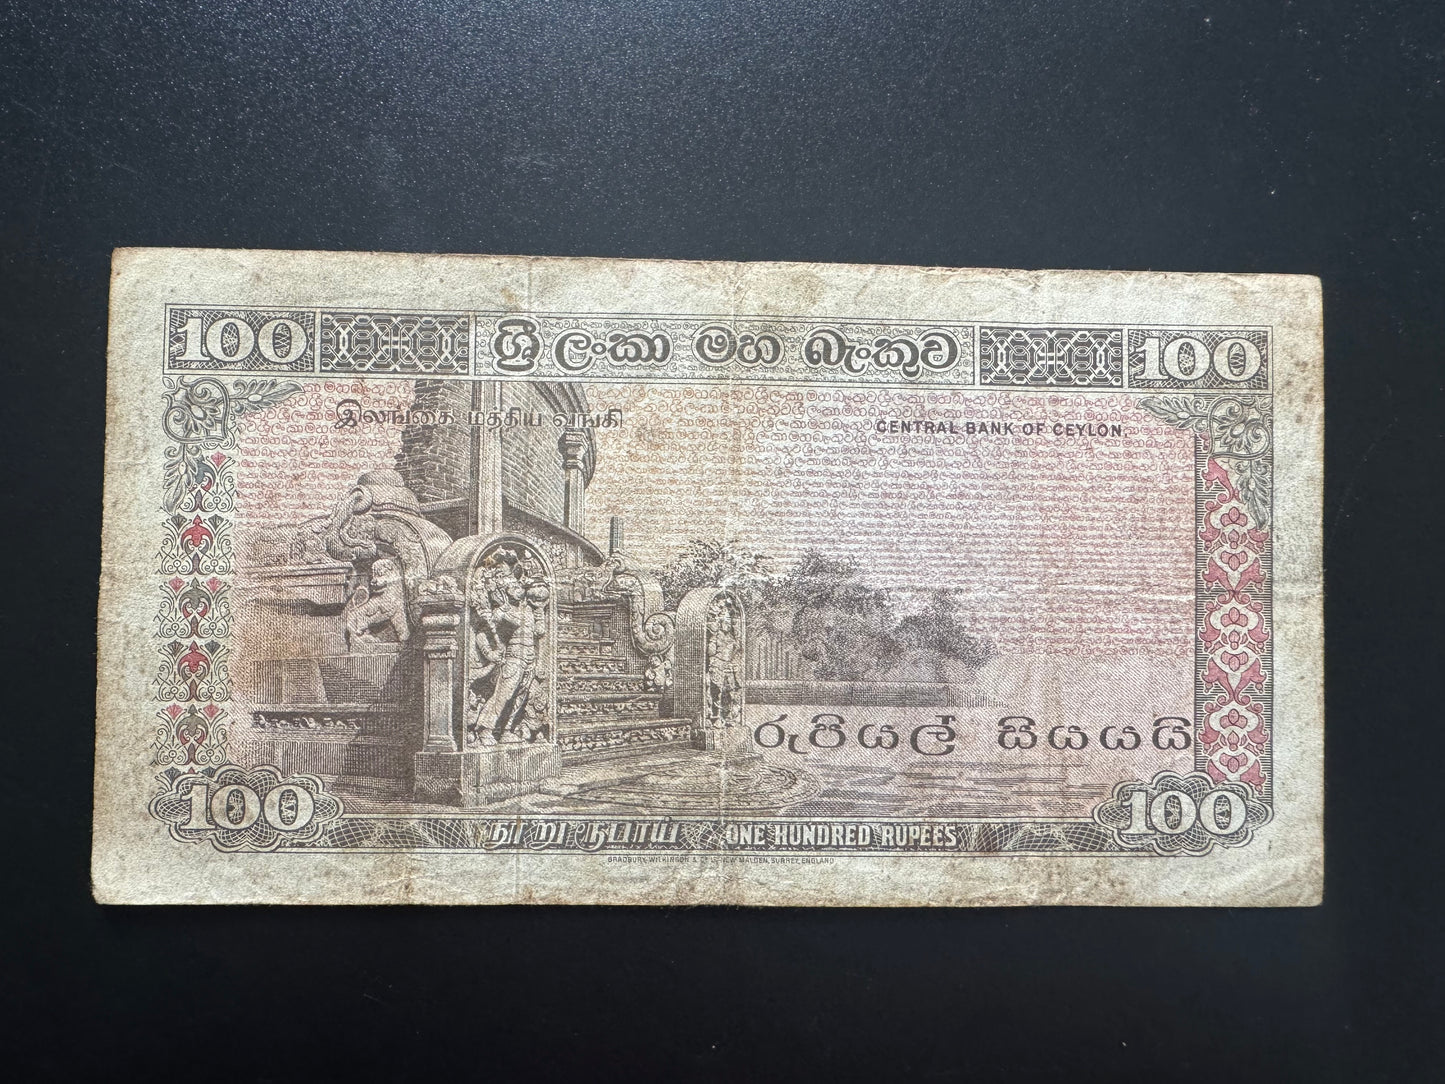 100 ශ්‍රී ලංකා මහ බැංකුව 100
இலங்கை மத்திய வங்கி
CENTRAL BANK OF CEYLON.
රුපියල් සියයයි
100 நூறு ரூபாய் ONE HUNDRED RUPEES 100
BRADBURY, WILKINSON & Cº LD NEW MALDEN, SURREY, ENGLAND